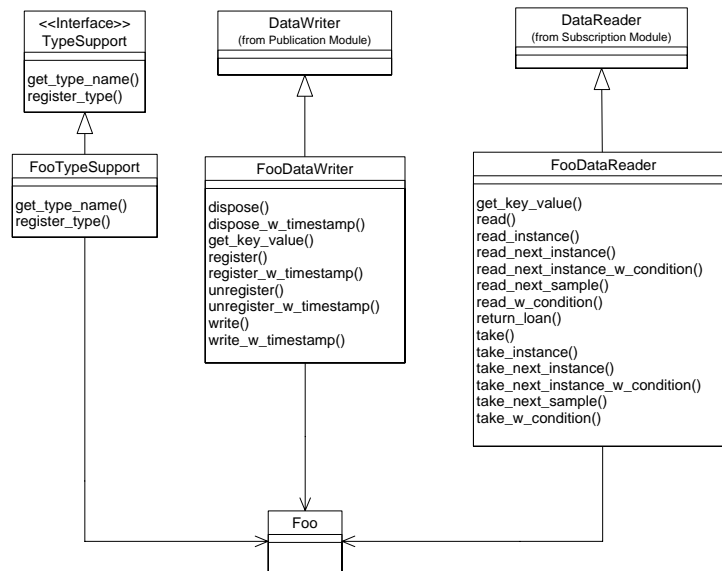 <<Interface>>
TypeSupport
get_type_name()
register_type()
DataWriter
(from Publication Module)
DataReader
(from Subscription Module)
FooTypeSupport
get_type_name()
register_type()
FooDataWriter
dispose()
dispose_w_timestamp()
get_key_value()
register()
register_w_timestamp()
unregister()
unregister_w_timestamp()
write()
write_w_timestamp()
FooDataReader
get_key_value()
read()
read_instance()
read_next_instance()
read_next_instance_w_condition()
read_next_sample()
read_w_condition()
return_loan()
take()
take_instance()
take_next_instance()
take_next_instance_w_condition()
take_next_sample()
take_w_condition()
Foo